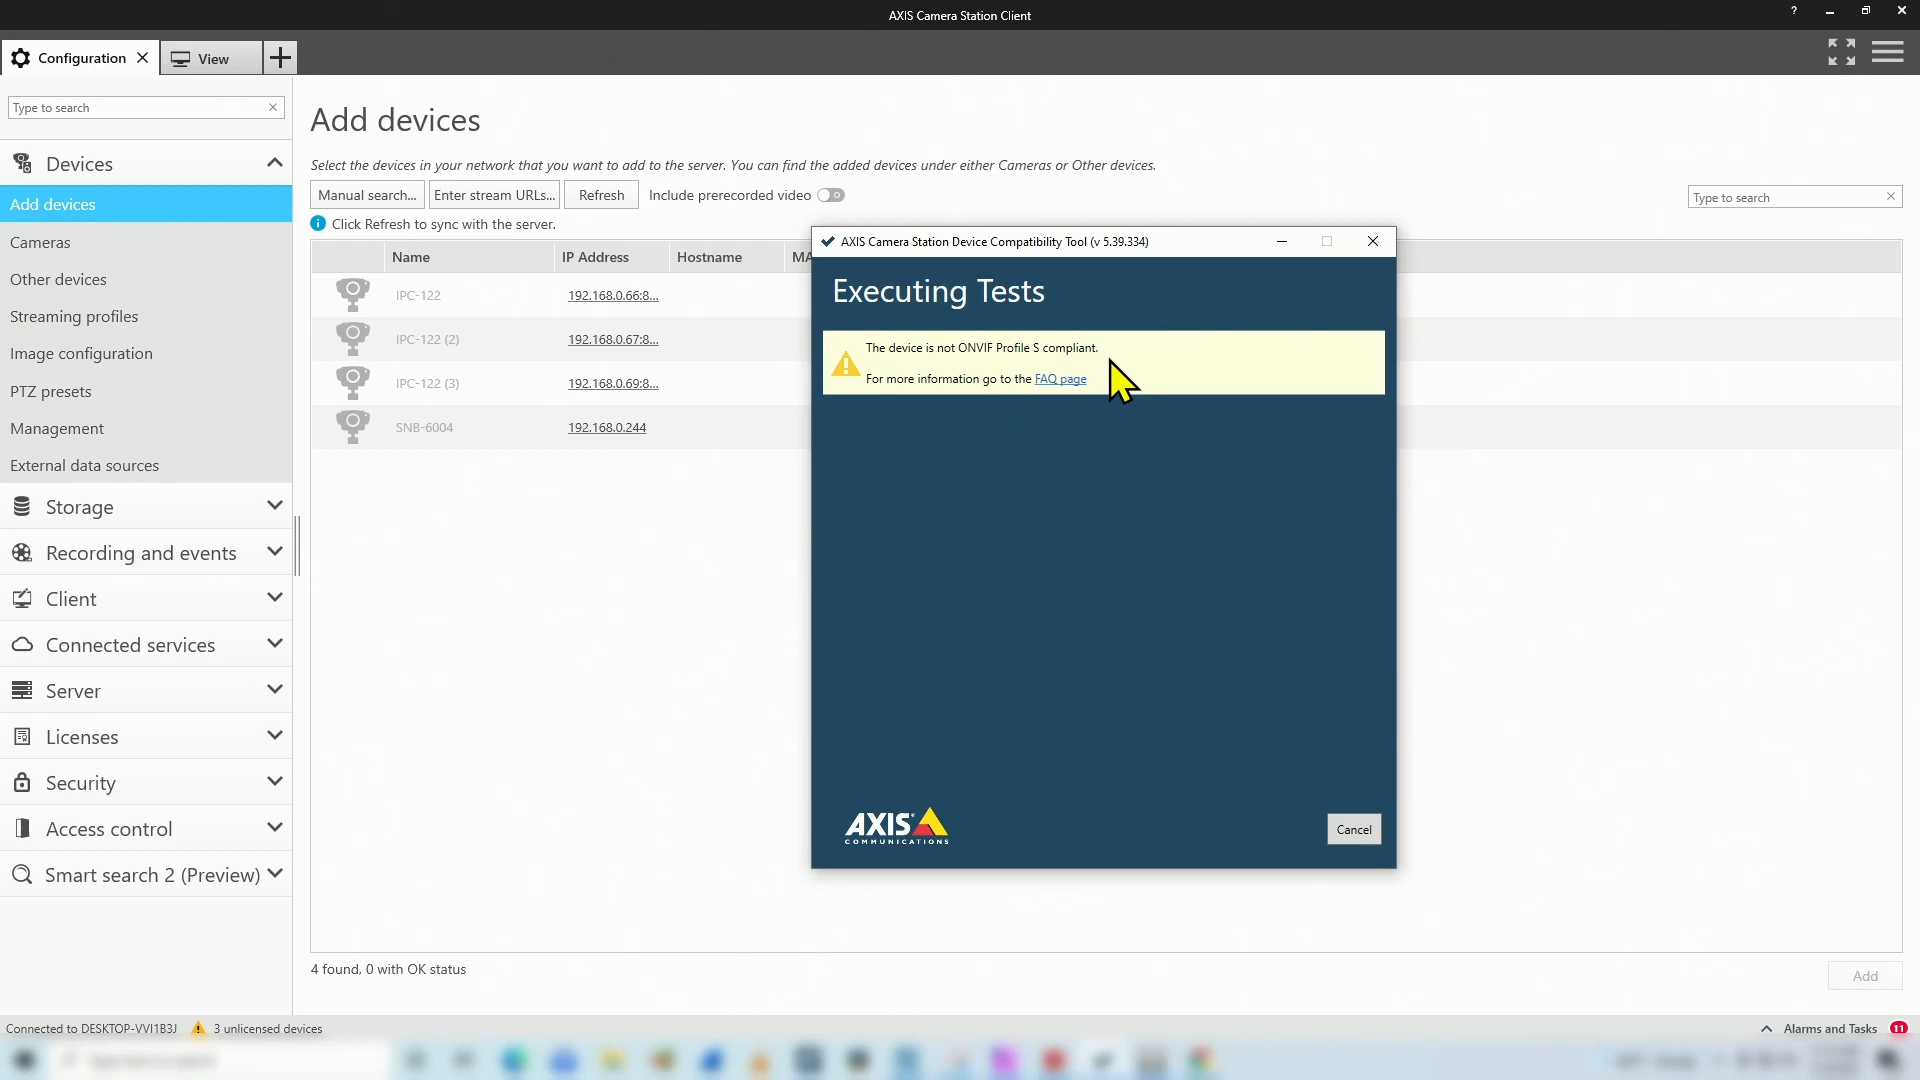 AXIS Camera Station Client
?
Configuration
View
Type to search
Devices
Add devices
Cameras
Other devices
Streaming profiles
Image configuration
PTZ presets
Management
External data sources
Storage
Recording and events
Client
Connected services
Server
Licenses
Security
Access control
Smart search 2 (Preview)
Add devices
Select the devices in your network that you want to add to the server. You can find the added devices under either Cameras or Other devices.
Manual search... Enter stream URLs... Refresh Include prerecorded video
Type to search
Click Refresh to sync with the server.
Name IP Address Hostname MA
IPC-122 192.168.0.66:8...
IPC-122 (2) 192.168.0.67:8...
IPC-122 (3) 192.168.0.69:8...
SNB-6004 192.168.0.244
AXIS Camera Station Device Compatibility Tool (v 5.39.334)
Executing Tests
The device is not ONVIF Profile S compliant.
For more information go to the FAQ page
AXIS
COMMUNICATIONS
Cancel
4 found, 0 with OK status
Add
Connected to DESKTOP-VVI1B3J 3 unlicensed devices
Alarms and Tasks 11